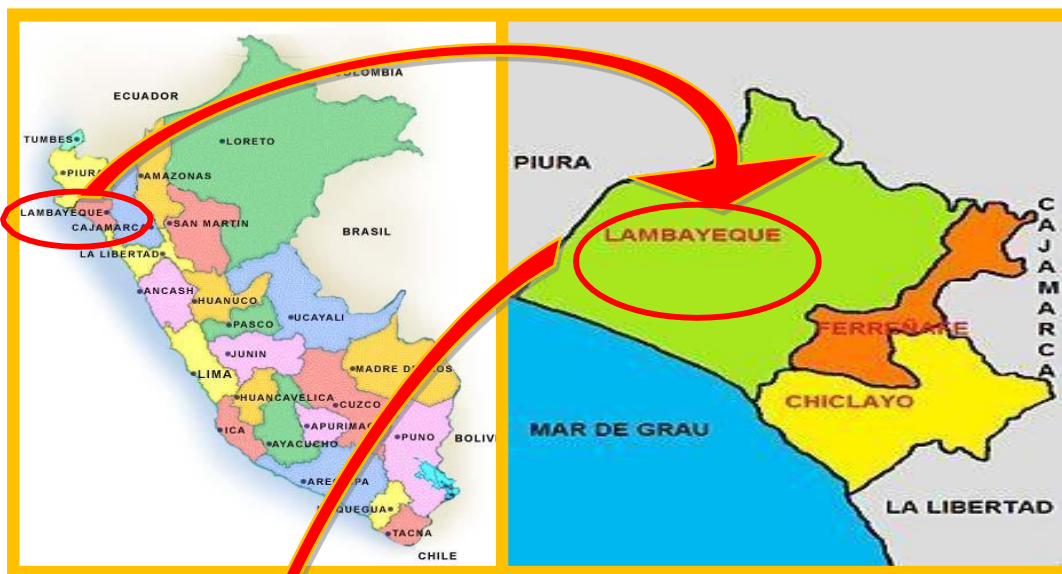 COLOMBIA
ECUADOR
TUMBES
LORETO
PIURA
AMAZONAS
LAMBAYEQUE
CAJAMARCA
SAN MARTIN
BRASIL
LA LIBERTAD
ANCASH
HUANUCO
UCAYALI
PASCO
JUNIN
LIMA
MADRE DE DIOS
HUANCAVELICA
CUZCO
ICA
APURIMAC
AYACUCHO
PUNO
BOLIVI
AREQUIPA
MOQUEGUA
TACNA
CHILE
PIURA
LAMBAYEQUE
CAJAMARCA
FERREÑAFE
CHICLAYO
MAR DE GRAU
LA LIBERTAD